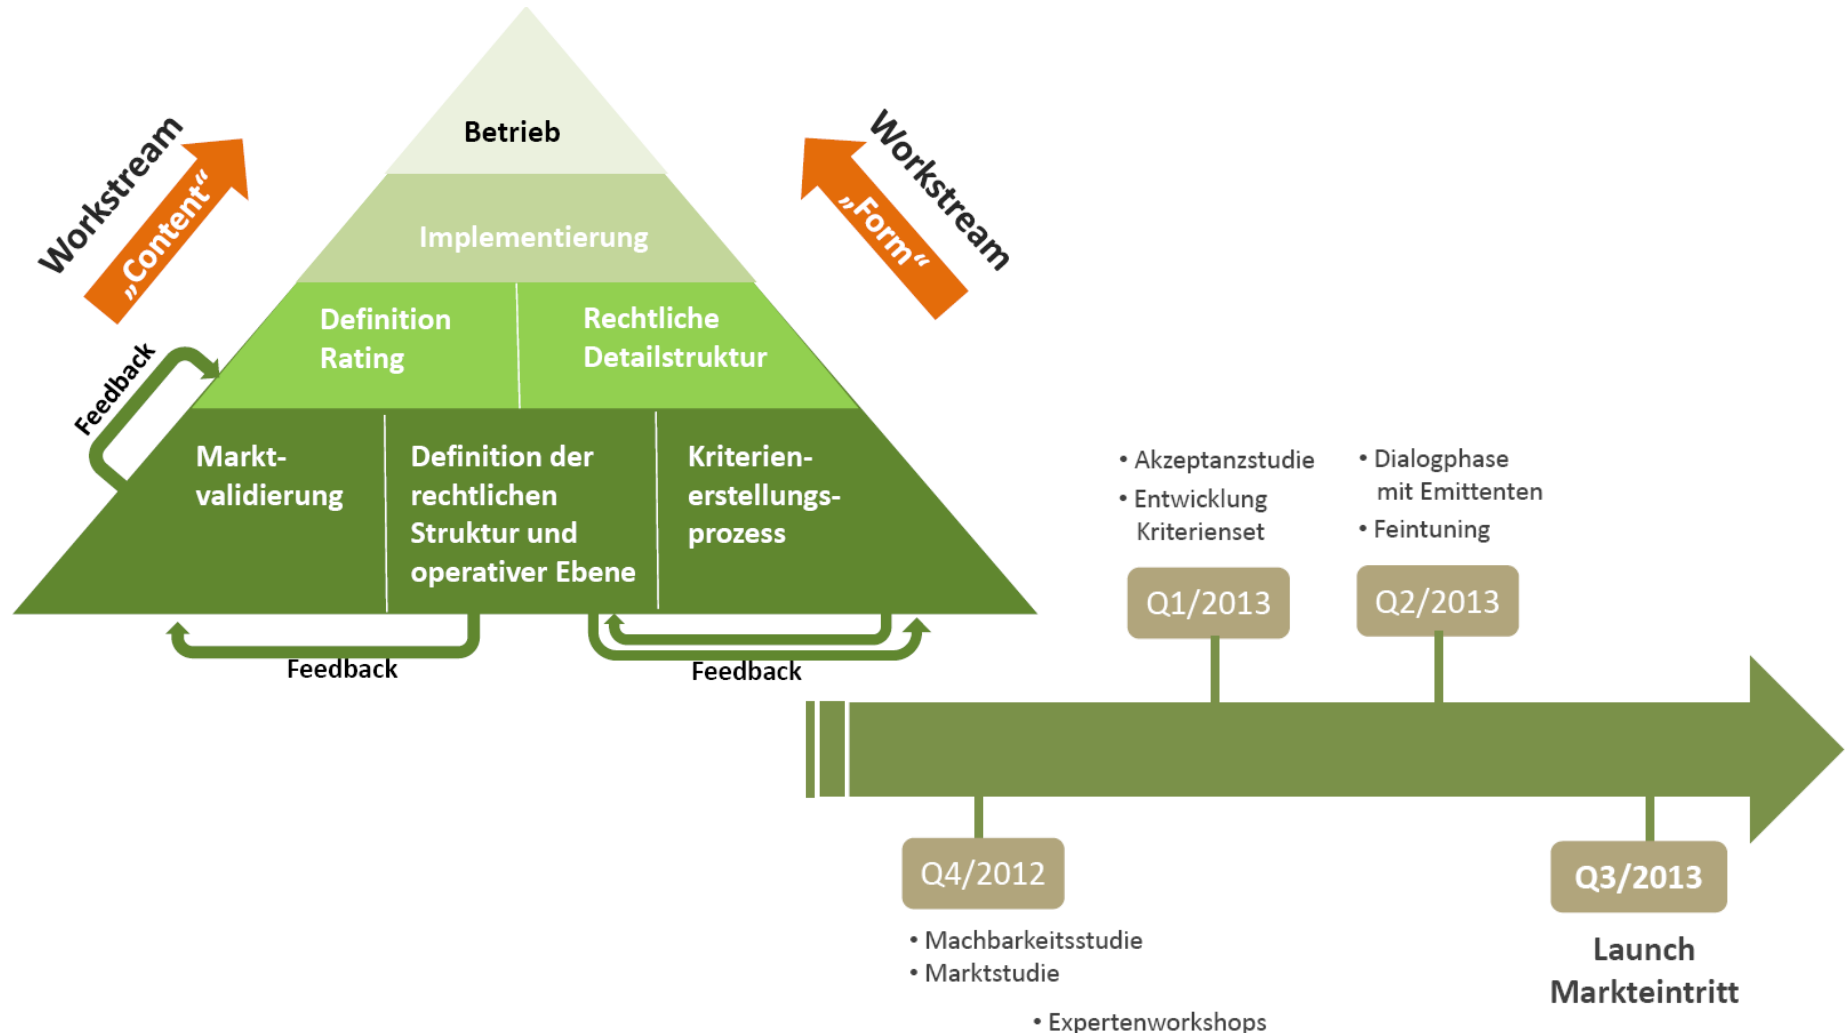 Betrieb
Workstream
„Content“
Workstream
„Form“
Implementierung
Definition
Rating
Rechtliche
Detailstruktur
Feedback
Markt-
validierung
Definition der
rechtlichen
Struktur und
operativer Ebene
Kriterien-
erstellungs-
prozess
Feedback
Feedback
• Akzeptanzstudie
• Entwicklung
Kriterienset
• Dialogphase
mit Emittenten
• Feintuning
Q1/2013
Q2/2013
Q4/2012
• Machbarkeitsstudie
• Marktstudie
• Expertenworkshops
Q3/2013
Launch
Markteintritt